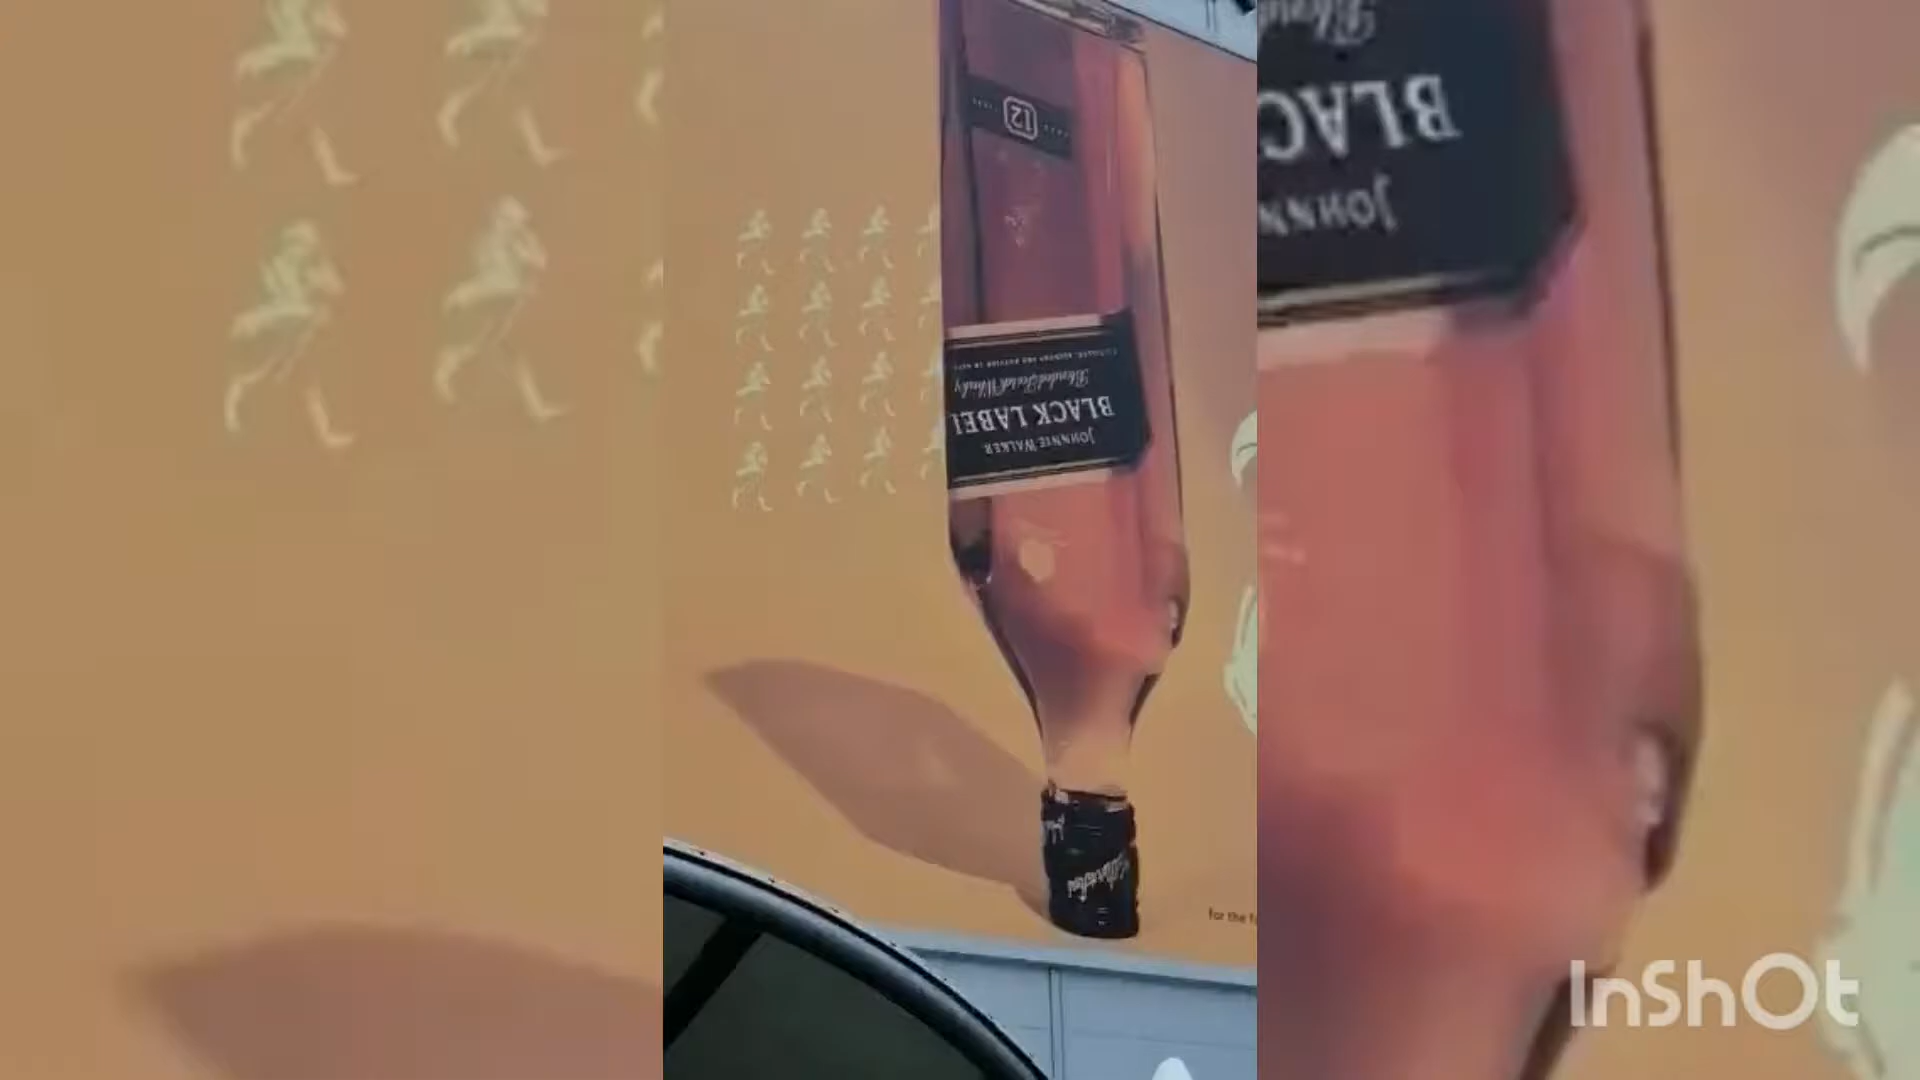 12
Blended Scotch Whisky
BLACK LABEL
JOHNNIE WALKER
for the f
BLAC
JOHNN
InShOt